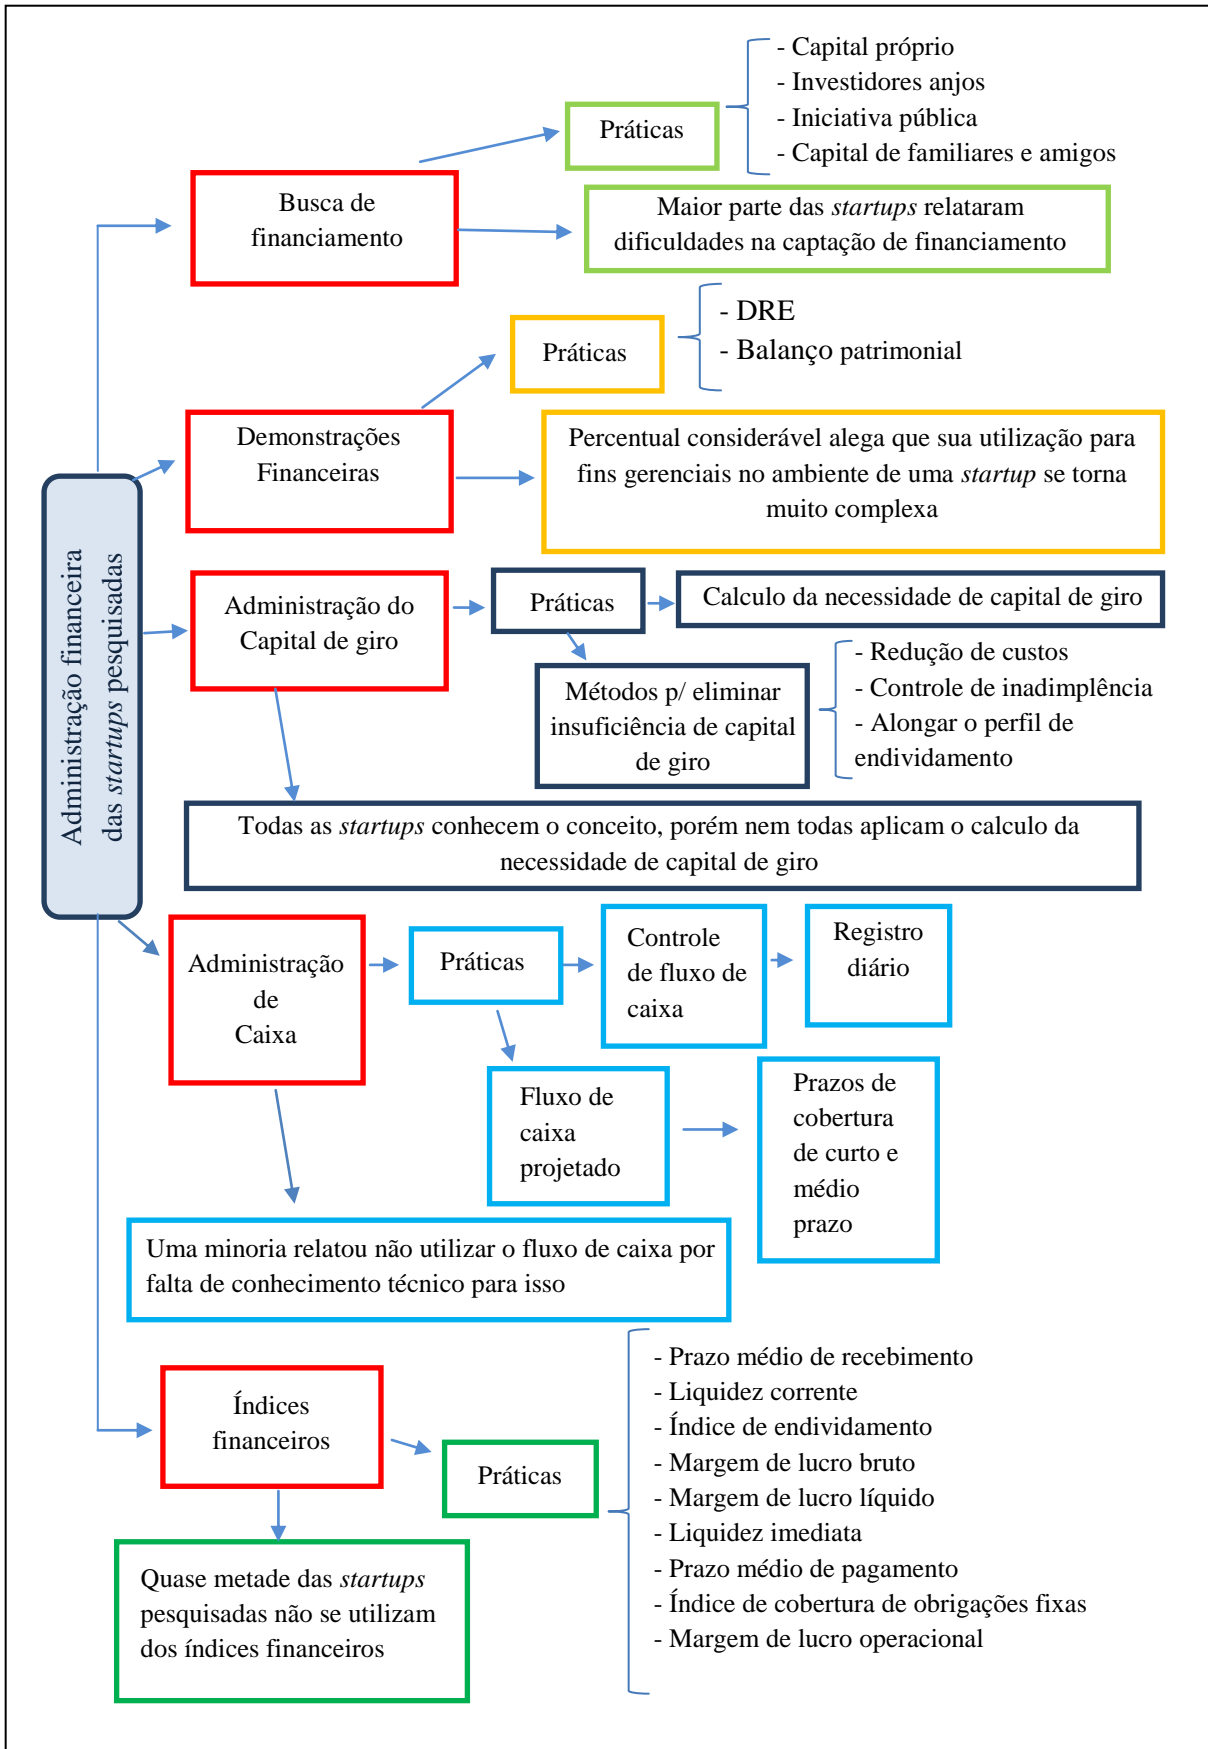 Administração financeira
das startups pesquisadas
Busca de
financiamento
Práticas
- Capital próprio
- Investidores anjos
- Iniciativa pública
- Capital de familiares e amigos
Maior parte das startups relataram
dificuldades na captação de financiamento
Demonstrações
Financeiras
Práticas
- DRE
- Balanço patrimonial
Percentual considerável alega que sua utilização para
fins gerenciais no ambiente de uma startup se torna
muito complexa
Administração do
Capital de giro
Práticas
Calculo da necessidade de capital de giro
Métodos p/ eliminar
insuficiência de capital
de giro
- Redução de custos
- Controle de inadimplência
- Alongar o perfil de
endividamento
Todas as startups conhecem o conceito, porém nem todas aplicam o calculo da
necessidade de capital de giro
Administração
de
Caixa
Práticas
Controle
de fluxo de
caixa
Registro
diário
Fluxo de
caixa
projetado
Prazos de
cobertura
de curto e
médio
prazo
Uma minoria relatou não utilizar o fluxo de caixa por
falta de conhecimento técnico para isso
Índices
financeiros
Práticas
- Prazo médio de recebimento
- Liquidez corrente
- Índice de endividamento
- Margem de lucro bruto
- Margem de lucro líquido
- Liquidez imediata
- Prazo médio de pagamento
- Índice de cobertura de obrigações fixas
- Margem de lucro operacional
Quase metade das startups
pesquisadas não se utilizam
dos índices financeiros